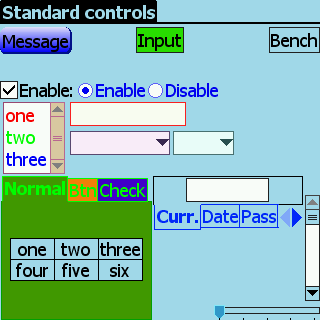 Standard controls
Message Input Bench
Enable: Enable Disable
one
two
three
Normal Btn Check
Curr. Date Pass
one two three
four five six